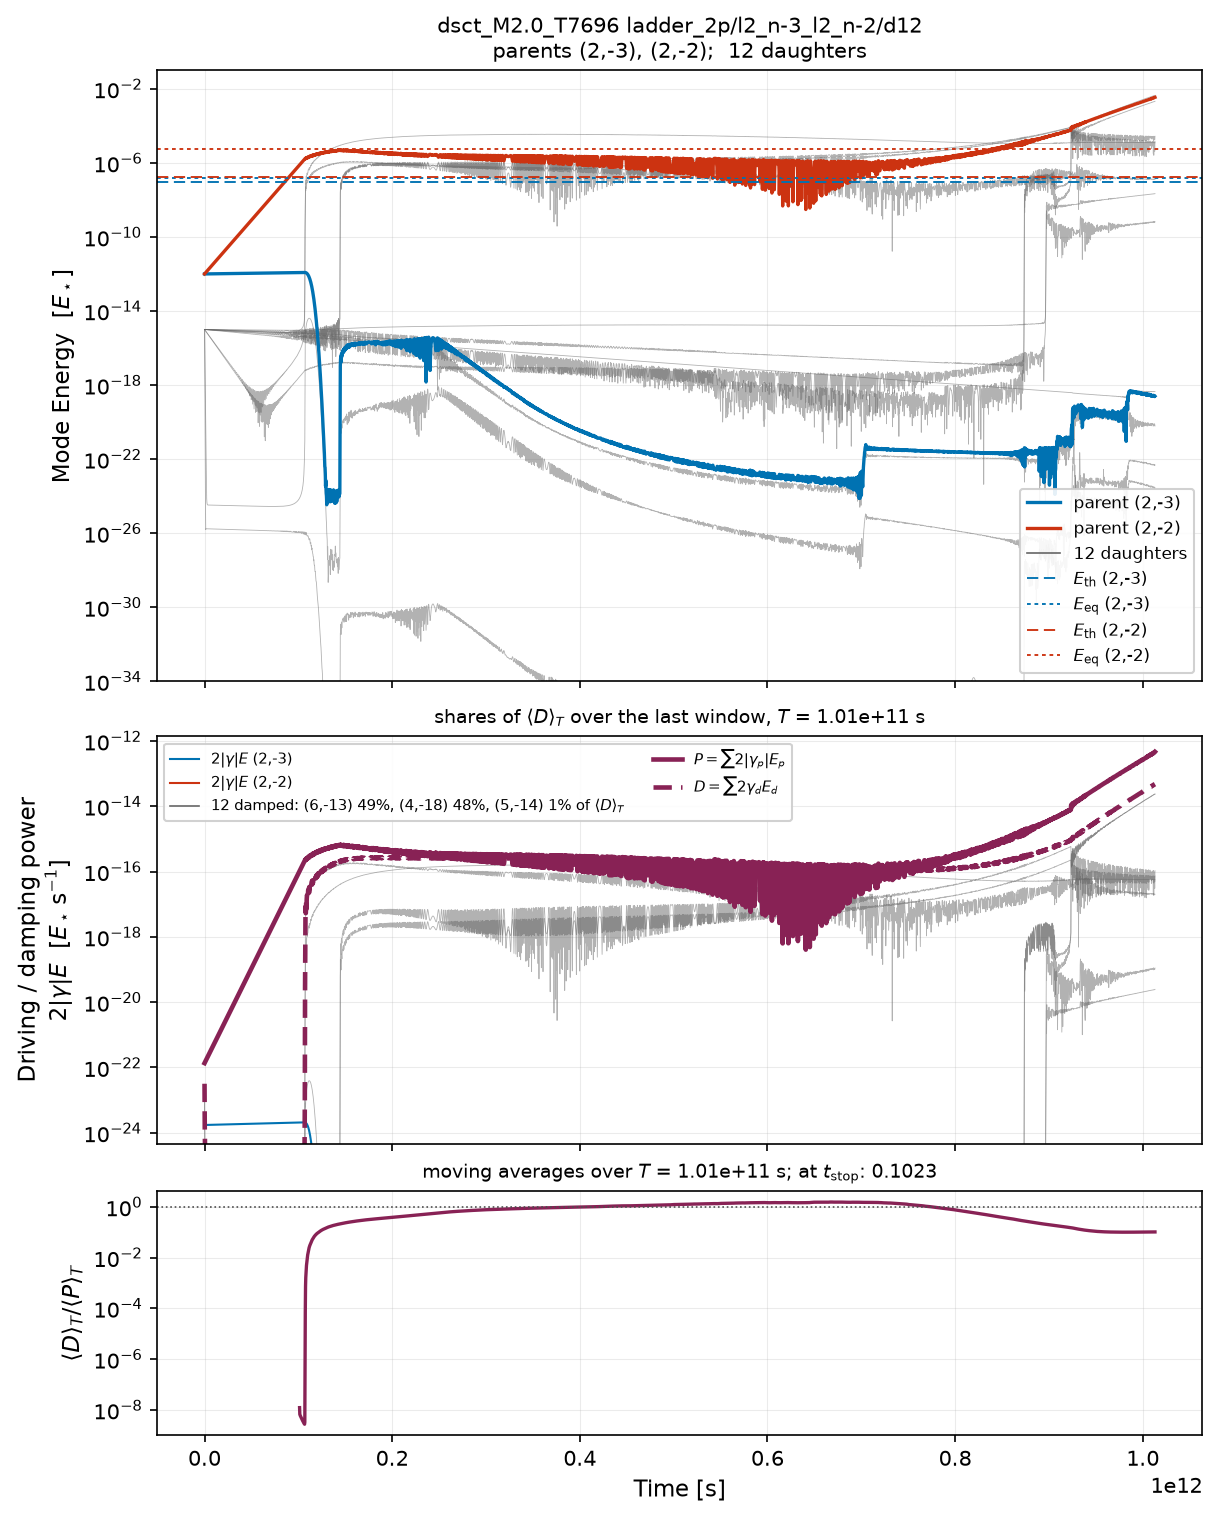 dsct_M2.0_T7696 ladder_2p/l2_n-3_l2_n-2/d12
parents (2,-3), (2,-2);  12 daughters
Mode Energy [E⋆]
10⁻²
10⁻⁶
10⁻¹⁰
10⁻¹⁴
10⁻¹⁸
10⁻²²
10⁻²⁶
10⁻³⁰
10⁻³⁴
parent (2,-3)
parent (2,-2)
12 daughters
E_th (2,-3)
E_eq (2,-3)
E_th (2,-2)
E_eq (2,-2)
shares of ⟨D⟩_T over the last window, T = 1.01e+11 s
Driving / damping power
2|γ|E [E⋆ s⁻¹]
10⁻¹²
10⁻¹⁴
10⁻¹⁶
10⁻¹⁸
10⁻²⁰
10⁻²²
10⁻²⁴
2|γ|E (2,-3)
2|γ|E (2,-2)
12 damped: (6,-13) 49%, (4,-18) 48%, (5,-14) 1% of ⟨D⟩_T
P = ∑2|γ_p|E_p
D = ∑2γ_dE_d
moving averages over T = 1.01e+11 s; at t_stop: 0.1023
⟨D⟩_T/⟨P⟩_T
10⁰
10⁻²
10⁻⁴
10⁻⁶
10⁻⁸
0.0 0.2 0.4 0.6 0.8 1.0
1e12
Time [s]